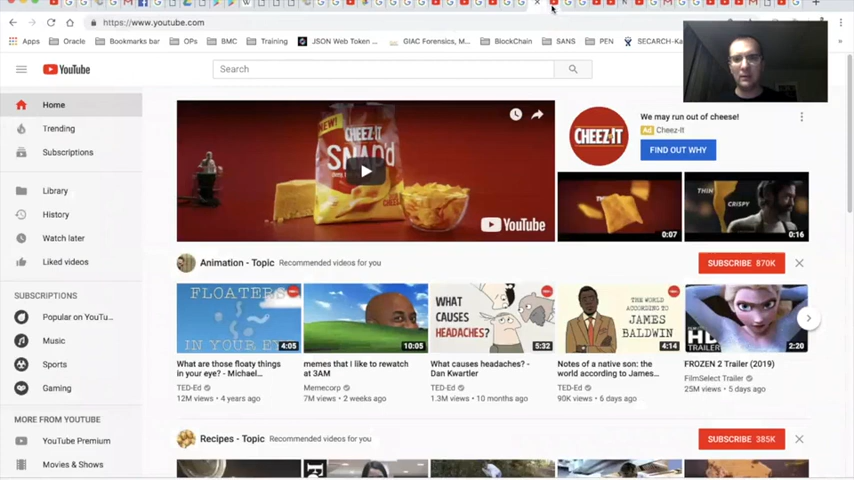 https://www.youtube.com
Apps
Oracle
Bookmarks bar
OPs
BMC
Training
JSON Web Token ...
GIAC Forensics, M...
BlockChain
SANS
PEN
SECARCH-Ka
»
YouTube
Search
Home
Trending
Subscriptions
Library
History
Watch later
Liked videos
SUBSCRIPTIONS
Popular on YouTu...
Music
Sports
Gaming
MORE FROM YOUTUBE
YouTube Premium
Movies & Shows
NEW!
CHEEZ-IT
SNAP'd
YouTube
CHEEZ-IT
We may run out of cheese!
Ad Cheez-It
FIND OUT WHY
THIN
0:07
THIN
CRISPY
0:16
Animation - Topic Recommended videos for you
SUBSCRIBE 870K
FLOATERS
IN YOUR EYE?
4:05
10:05
WHAT
CAUSES
HEADACHES?
5:32
THE WORLD
ACCORDING TO
JAMES
BALDWIN
4:14
HD
TRAILER
2:20
What are those floaty things
in your eye? - Michael...
TED-Ed
12M views • 4 years ago
memes that I like to rewatch
at 3AM
Memecorp
7M views • 2 weeks ago
What causes headaches? -
Dan Kwartler
TED-Ed
1.3M views • 10 months ago
Notes of a native son: the
world according to James...
TED-Ed
90K views • 6 days ago
FROZEN 2 Trailer (2019)
FilmSelect Trailer
25M views • 5 days ago
Recipes - Topic Recommended videos for you
SUBSCRIBE 385K